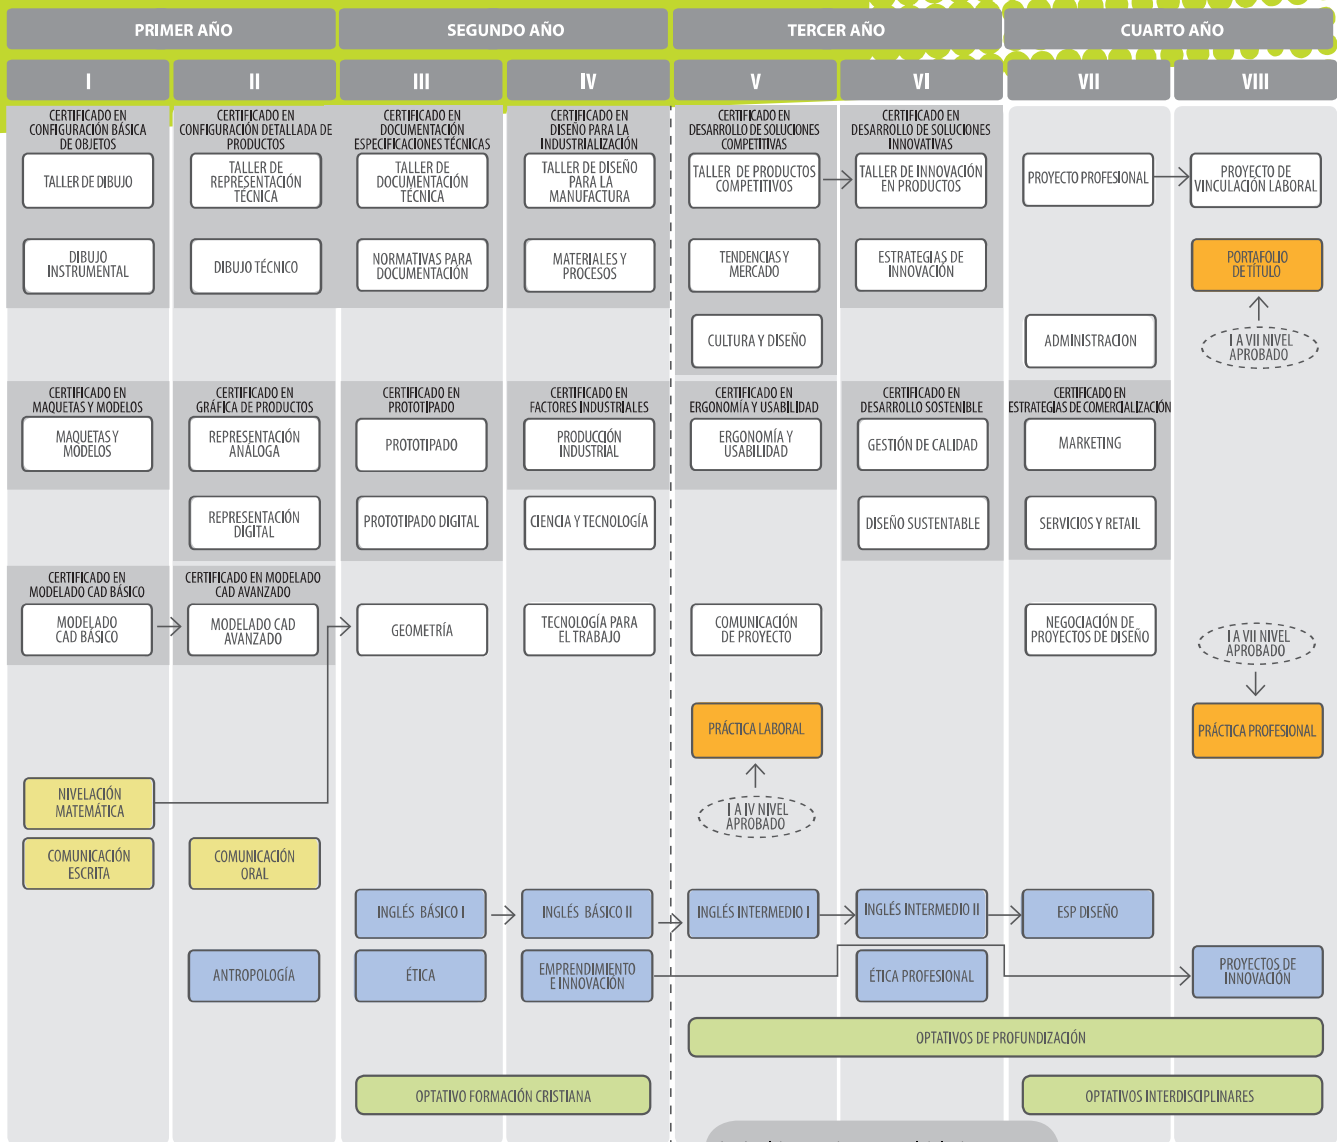 PRIMER AÑO
SEGUNDO AÑO
TERCER AÑO
CUARTO AÑO
I
II
III
IV
V
VI
VII
VIII
CERTIFICADO EN
CONFIGURACIÓN BÁSICA
DE OBJETOS
CERTIFICADO EN
CONFIGURACIÓN DETALLADA DE
PRODUCTOS
CERTIFICADO EN
DOCUMENTACIÓN
ESPECIFICACIONES TÉCNICAS
CERTIFICADO EN
DISEÑO PARA LA
INDUSTRIALIZACIÓN
CERTIFICADO EN
DESARROLLO DE SOLUCIONES
COMPETITIVAS
CERTIFICADO EN
DESARROLLO DE SOLUCIONES
INNOVATIVAS
TALLER DE DIBUJO
TALLER DE
REPRESENTACIÓN
TÉCNICA
TALLER DE
DOCUMENTACIÓN
TÉCNICA
TALLER DE DISEÑO
PARA LA
MANUFACTURA
TALLER DE PRODUCTOS
COMPETITIVOS
TALLER DE INNOVACIÓN
EN PRODUCTOS
PROYECTO PROFESIONAL
PROYECTO DE
VINCULACIÓN LABORAL
DIBUJO
INSTRUMENTAL
DIBUJO TÉCNICO
NORMATIVAS PARA
DOCUMENTACIÓN
MATERIALES Y
PROCESOS
TENDENCIAS Y
MERCADO
ESTRATEGIAS DE
INNOVACIÓN
PORTAFOLIO
DE TÍTULO
CULTURA Y DISEÑO
ADMINISTRACION
I A VII NIVEL
APROBADO
CERTIFICADO EN
MAQUETAS Y MODELOS
CERTIFICADO EN
GRÁFICA DE PRODUCTOS
CERTIFICADO EN
PROTOTIPADO
CERTIFICADO EN
FACTORES INDUSTRIALES
CERTIFICADO EN
ERGONOMÍA Y USABILIDAD
CERTIFICADO EN
DESARROLLO SOSTENIBLE
CERTIFICADO EN
ESTRATEGIAS DE COMERCIALIZACIÓN
MAQUETAS Y
MODELOS
REPRESENTACIÓN
ANÁLOGA
PROTOTIPADO
PRODUCCIÓN
INDUSTRIAL
ERGONOMÍA Y
USABILIDAD
GESTIÓN DE CALIDAD
MARKETING
REPRESENTACIÓN
DIGITAL
PROTOTIPADO DIGITAL
CIENCIA Y TECNOLOGÍA
DISEÑO SUSTENTABLE
SERVICIOS Y RETAIL
CERTIFICADO EN
MODELADO CAD BÁSICO
CERTIFICADO EN MODELADO
CAD AVANZADO
MODELADO
CAD BÁSICO
MODELADO CAD
AVANZADO
GEOMETRÍA
TECNOLOGÍA PARA
EL TRABAJO
COMUNICACIÓN
DE PROYECTO
NEGOCIACIÓN DE
PROYECTOS DE DISEÑO
I A VII NIVEL
APROBADO
PRÁCTICA LABORAL
PRÁCTICA PROFESIONAL
NIVELACIÓN
MATEMÁTICA
I A IV NIVEL
APROBADO
COMUNICACIÓN
ESCRITA
COMUNICACIÓN
ORAL
INGLÉS BÁSICO I
INGLÉS BÁSICO II
INGLÉS INTERMEDIO I
INGLÉS INTERMEDIO II
ESP DISEÑO
ANTROPOLOGÍA
ÉTICA
EMPRENDIMIENTO
E INNOVACIÓN
ÉTICA PROFESIONAL
PROYECTOS DE
INNOVACIÓN
OPTATIVOS DE PROFUNDIZACIÓN
OPTATIVO FORMACIÓN CRISTIANA
OPTATIVOS INTERDISCIPLINARES